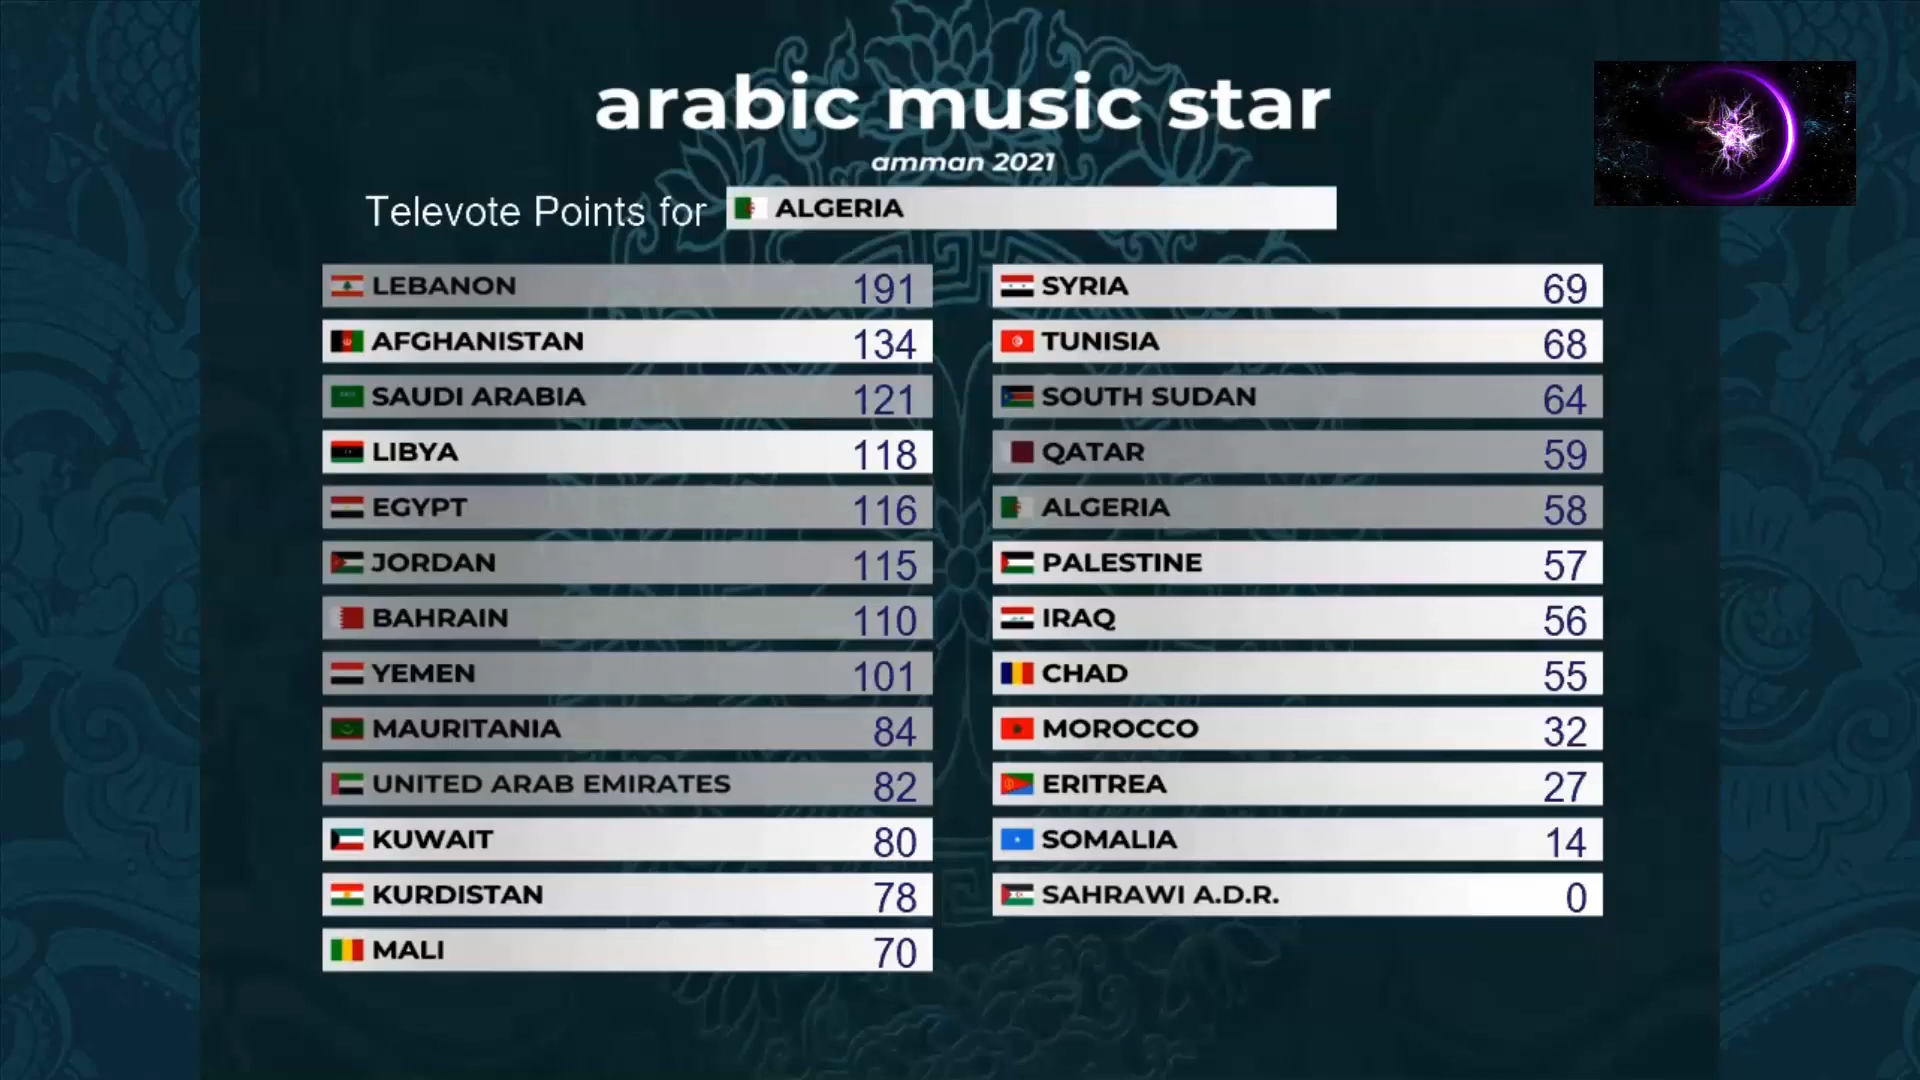 arabic music star
amman 2021
Televote Points for ALGERIA
LEBANON 191
AFGHANISTAN 134
SAUDI ARABIA 121
LIBYA 118
EGYPT 116
JORDAN 115
BAHRAIN 110
YEMEN 101
MAURITANIA 84
UNITED ARAB EMIRATES 82
KUWAIT 80
KURDISTAN 78
MALI 70
SYRIA 69
TUNISIA 68
SOUTH SUDAN 64
QATAR 59
ALGERIA 58
PALESTINE 57
IRAQ 56
CHAD 55
MOROCCO 32
ERITREA 27
SOMALIA 14
SAHRAWI A.D.R. 0